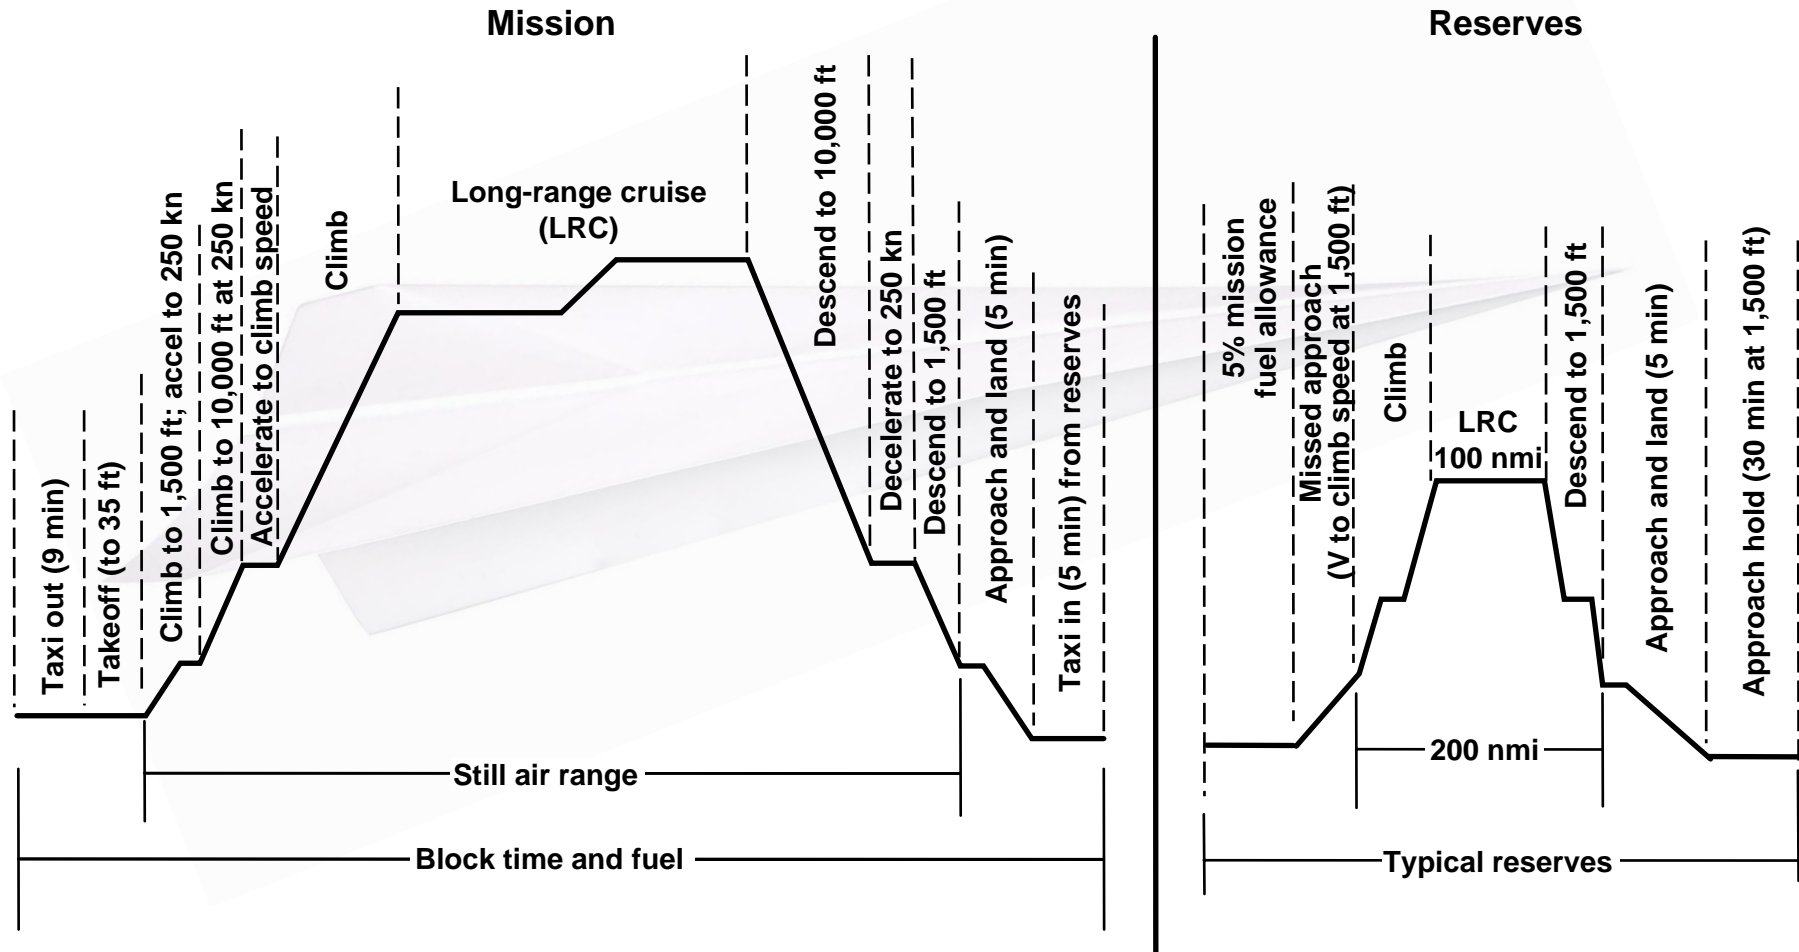 Mission
Reserves
Taxi out (9 min)
Takeoff (to 35 ft)
Climb to 1,500 ft; accel to 250 kn
Climb to 10,000 ft at 250 kn
Accelerate to climb speed
Climb
Long-range cruise
(LRC)
Descend to 10,000 ft
Decelerate to 250 kn
Descend to 1,500 ft
Approach and land (5 min)
Taxi in (5 min) from reserves
Still air range
Block time and fuel
5% mission
fuel allowance
Missed approach
(V to climb speed at 1,500 ft)
Climb
LRC
100 nmi
Descend to 1,500 ft
Approach and land (5 min)
Approach hold (30 min at 1,500 ft)
200 nmi
Typical reserves